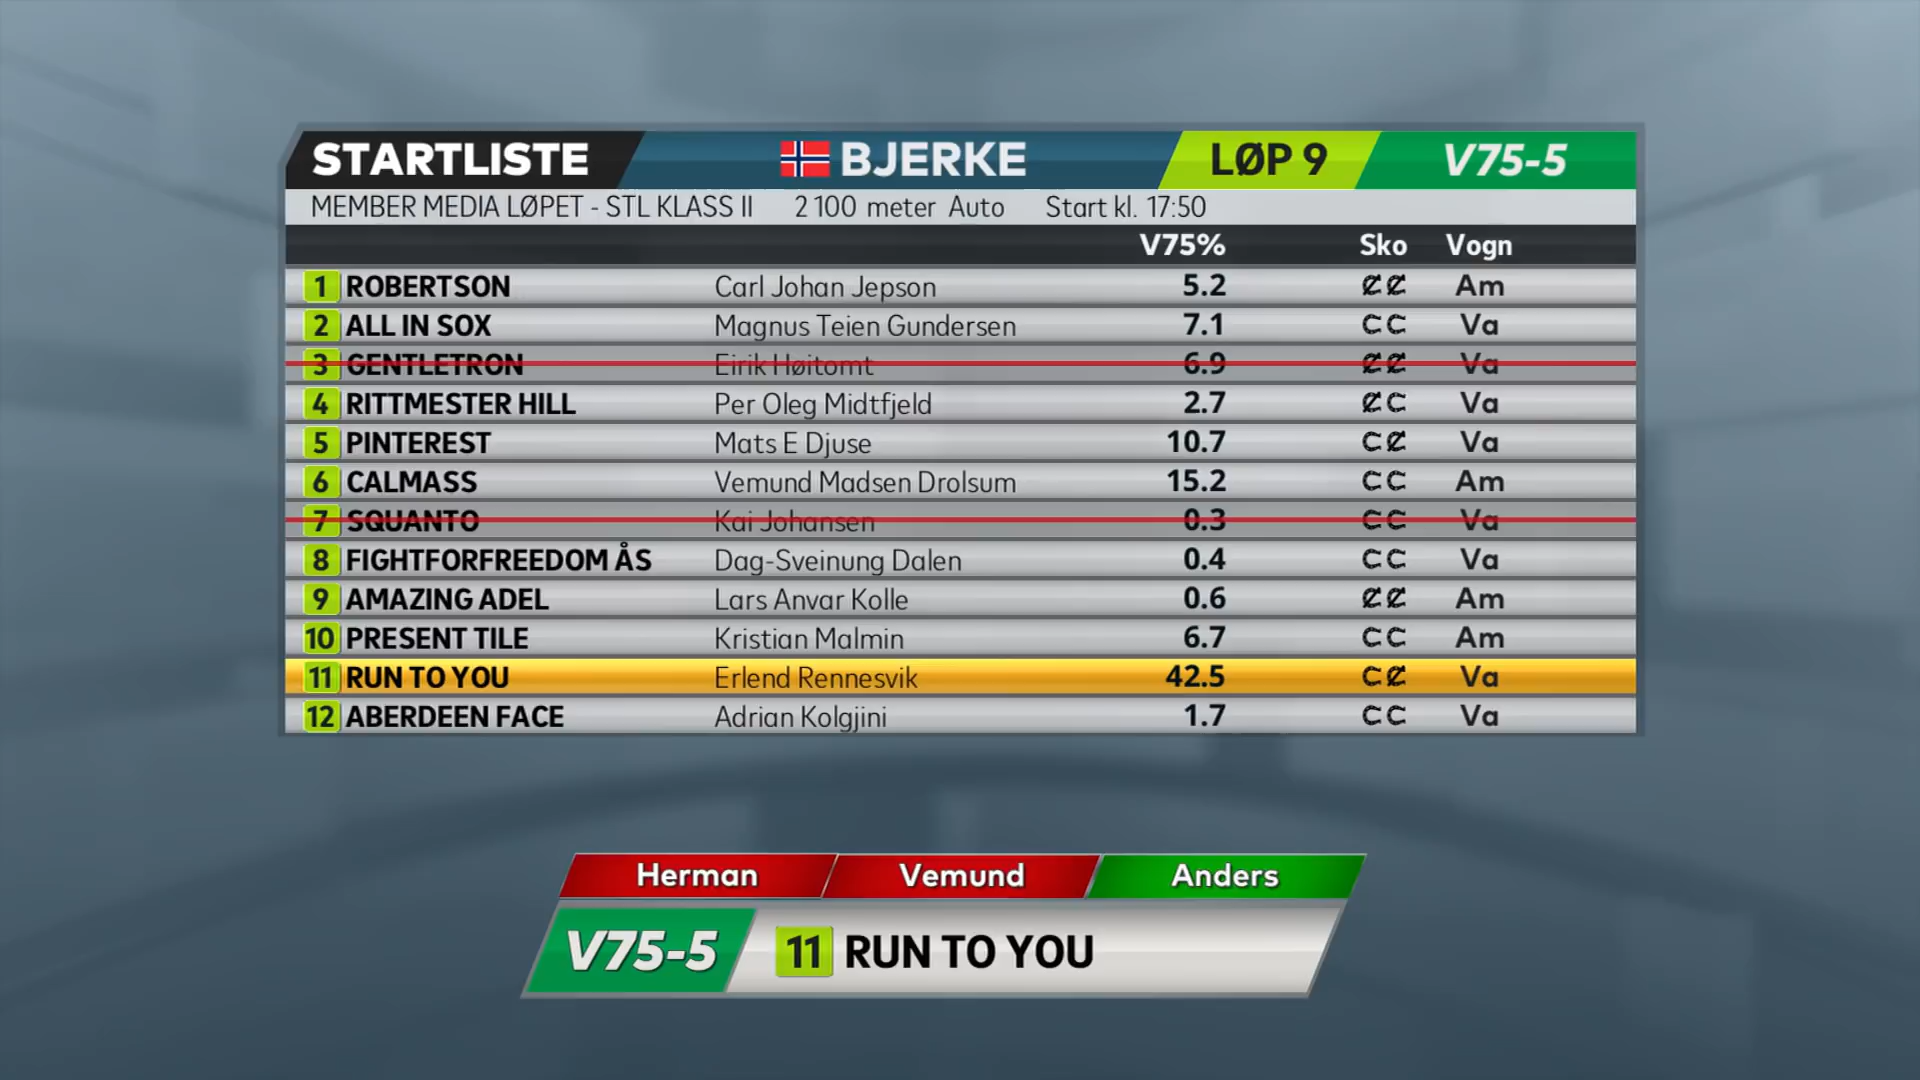 STARTLISTE BJERKE LØP 9 V75-5
MEMBER MEDIA LØPET - STL KLASS II 2100 meter Auto Start kl. 17:50
V75% Sko Vogn
1 ROBERTSON Carl Johan Jepson 5.2 Am
2 ALL IN SOX Magnus Teien Gundersen 7.1 Va
3 GENTLETRON Eirik Høitomt 6.9 Va
4 RITTMESTER HILL Per Oleg Midtfjeld 2.7 Va
5 PINTEREST Mats E Djuse 10.7 Va
6 CALMASS Vemund Madsen Drolsum 15.2 Am
7 SQUANTO Kai Johansen 0.3 Va
8 FIGHTFORFREEDOM ÅS Dag-Sveinung Dalen 0.4 Va
9 AMAZING ADEL Lars Anvar Kolle 0.6 Am
10 PRESENT TILE Kristian Malmin 6.7 Am
11 RUN TO YOU Erlend Rennesvik 42.5 Va
12 ABERDEEN FACE Adrian Kolgjini 1.7 Va
Herman Vemund Anders
V75-5 11 RUN TO YOU